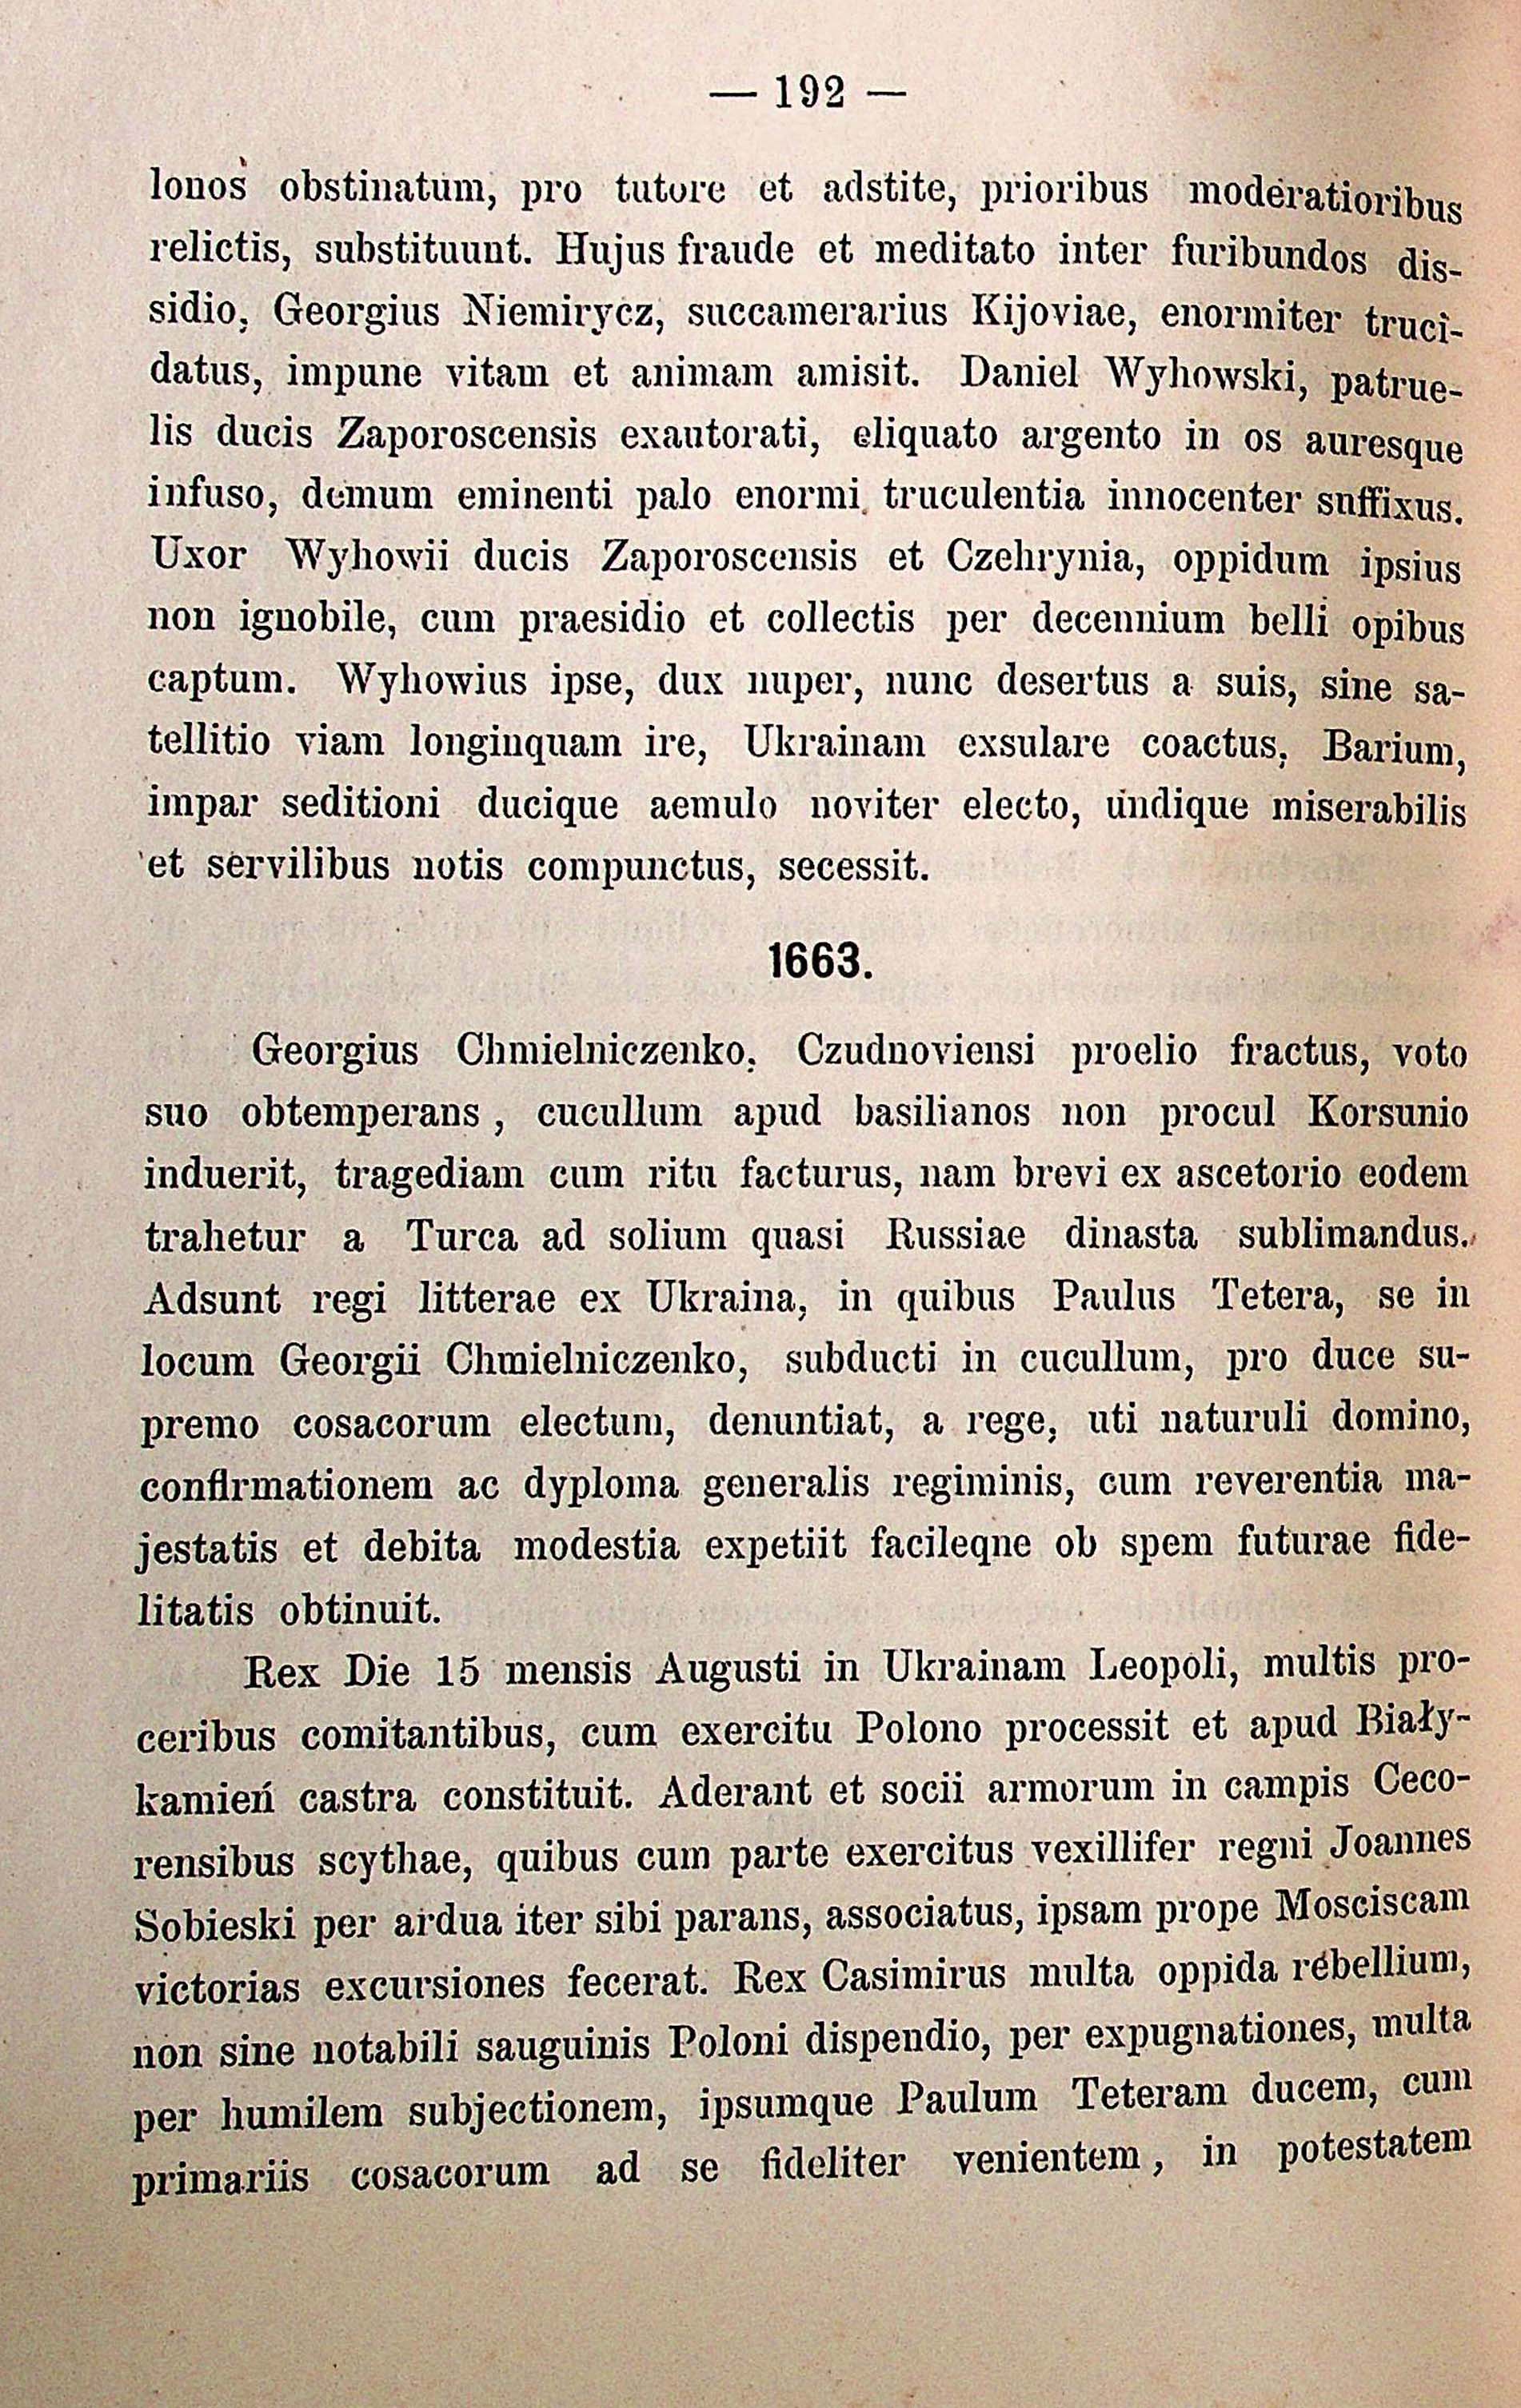 — 192 —
lonos obstinatum, pro tutore et adstite, prioribus moderatioribus
relictis, substituunt. Hujus fraude et meditato inter furibundos dis-
sidio, Georgius Niemirycz, succamerarius Kijoviae, enormiter truci-
datus, impune vitam et animam amisit. Daniel Wyhowski, patrue-
lis ducis Zaporoscensis exautorati, eliquato argento in os auresque
infuso, demum eminenti palo enormi truculentia innocenter suffixus.
Uxor Wyhowii ducis Zaporoscensis et Czehrynia, oppidum ipsius
non ignobile, cum praesidio et collectis per decennium belli opibus
captum. Wyhowius ipse, dux nuper, nunc desertus a suis, sine sa-
tellitio viam longinquam ire, Ukrainam exsulare coactus, Barium,
impar seditioni ducique aemulo noviter electo, undique miserabilis
et servilibus notis compunctus, secessit.
1663.
Georgius Chmielniczenko, Czudnoviensi proelio fractus, voto
suo obtemperans, cucullum apud basilianos non procul Korsunio
induerit, tragediam cum ritu facturus, nam brevi ex ascetorio eodem
trahetur a Turca ad solium quasi Russiae dinasta sublimandus.
Adsunt regi litterae ex Ukraina, in quibus Paulus Tetera, se in
locum Georgii Chmielniczenko, subducti in cucullum, pro duce su-
premo cosacorum electum, denuntiat, a rege, uti naturuli domino,
confirmationem ac dyploma generalis regiminis, cum reverentia ma-
jestatis et debita modestia expetiit facileqne ob spem futurae fide-
litatis obtinuit.
Rex Die 15 mensis Augusti in Ukrainam Leopoli, multis pro-
ceribus comitantibus, cum exercitu Polono processit et apud Biały-
kamień castra constituit. Aderant et socii armorum in campis Ceco-
rensibus scythae, quibus cum parte exercitus vexillifer regni Joannes
Sobieski per ardua iter sibi parans, associatus, ipsam prope Mosciscam
victorias excursiones fecerat. Rex Casimirus multa oppida rebellium,
non sine notabili sauguinis Poloni dispendio, per expugnationes, multa
per humilem subjectionem, ipsumque Paulum Teteram ducem, cum
primariis cosacorum ad se fideliter venientem, in potestatem